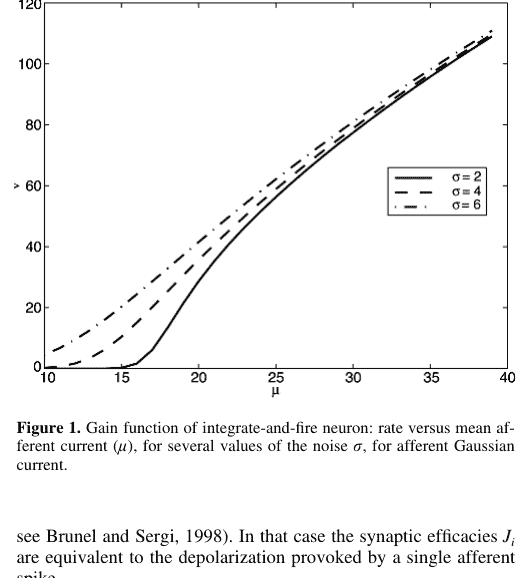 120
100
80
ν 60
40
20
0
10 15 20 25 30 35 40
μ
σ= 2
σ= 4
σ= 6
Figure 1. Gain function of integrate-and-fire neuron: rate versus mean af-
ferent current (μ), for several values of the noise σ, for afferent Gaussian
current.
see Brunel and Sergi, 1998). In that case the synaptic efficacies Jᵢ
are equivalent to the depolarization provoked by a single afferent
spike